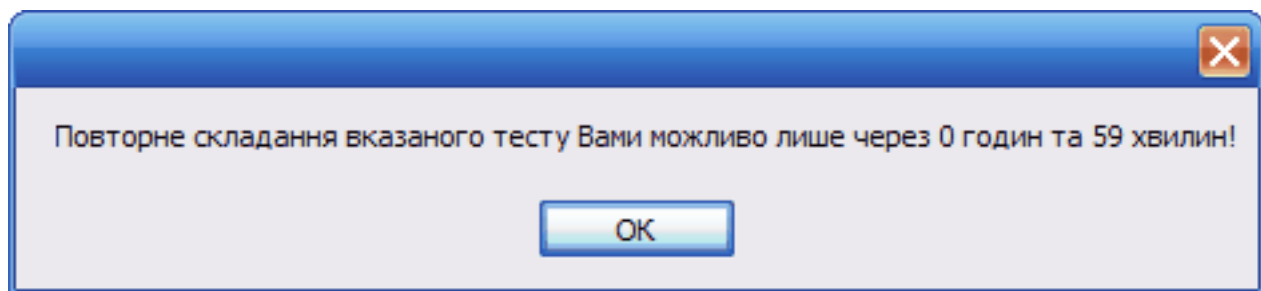 Повторне складання вказаного тесту Вами можливо лише через 0 годин та 59 хвилин!
OK